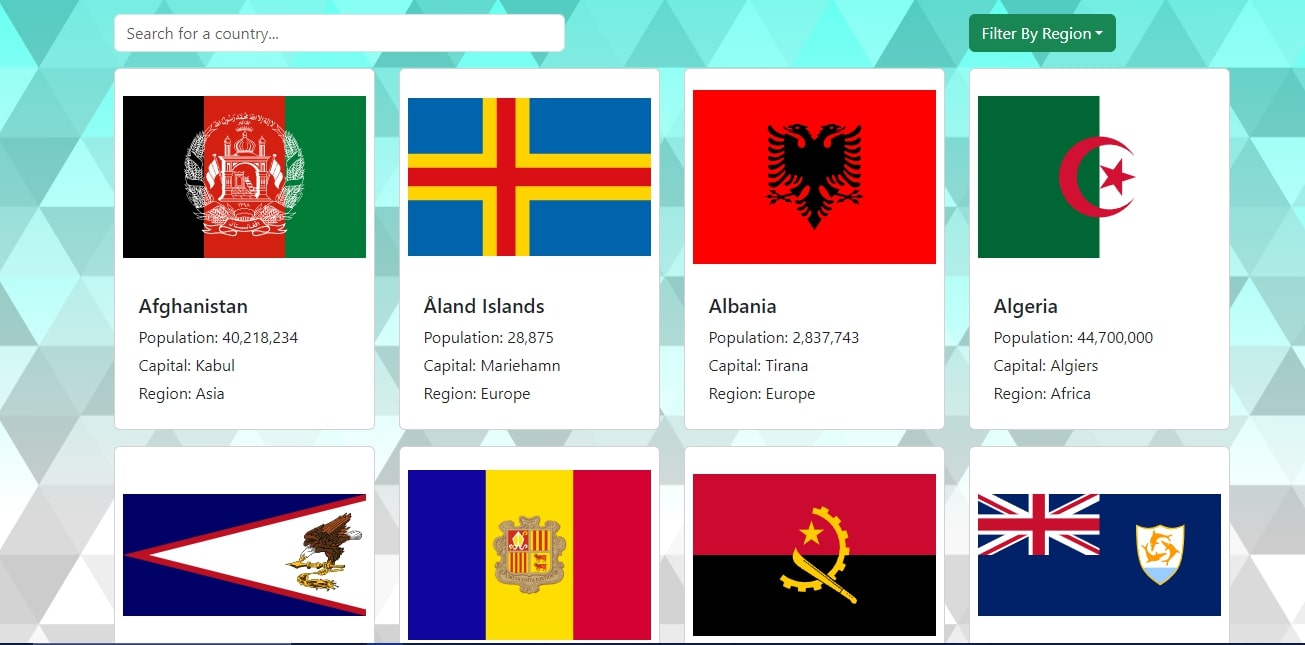 Search for a country...
Filter By Region
Afghanistan
Population: 40,218,234
Capital: Kabul
Region: Asia
Åland Islands
Population: 28,875
Capital: Mariehamn
Region: Europe
Albania
Population: 2,837,743
Capital: Tirana
Region: Europe
Algeria
Population: 44,700,000
Capital: Algiers
Region: Africa